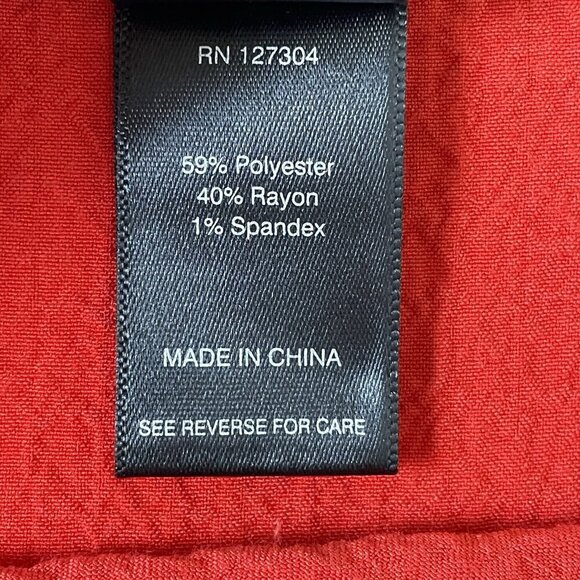 RN 127304
59% Polyester
40% Rayon
1% Spandex
MADE IN CHINA
SEE REVERSE FOR CARE